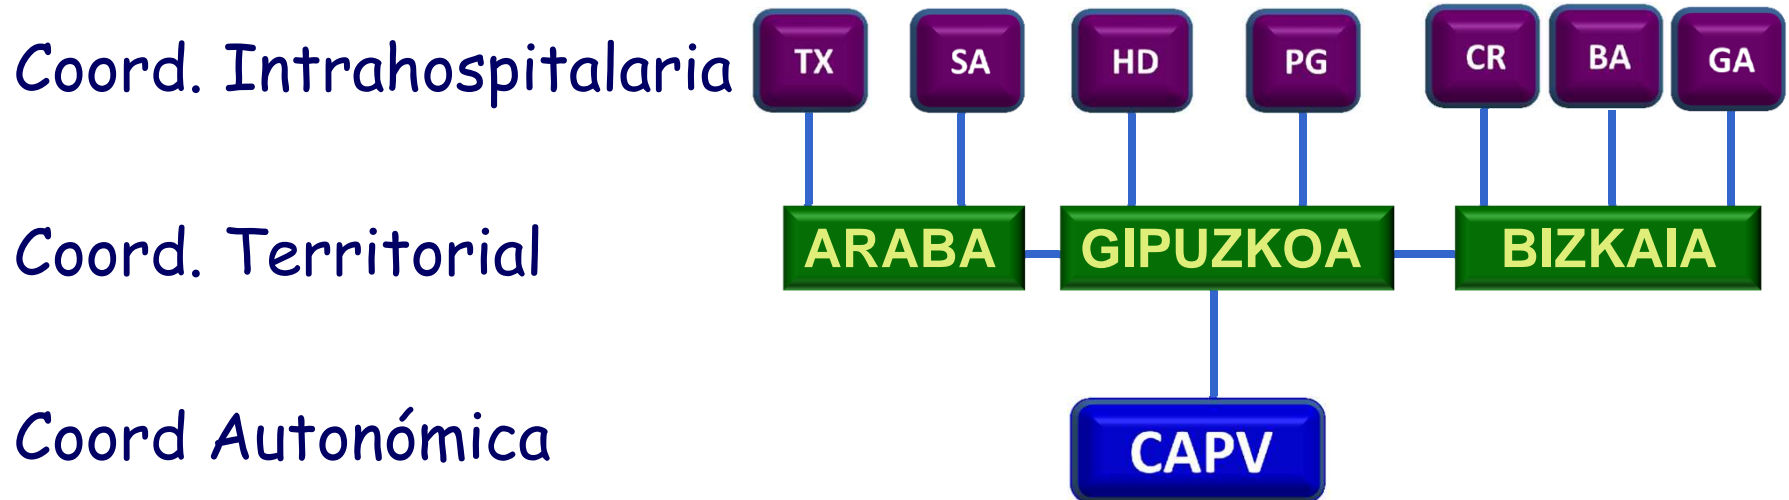 Coord. Intrahospitalaria TX SA HD PG CR BA GA
Coord. Territorial ARABA GIPUZKOA BIZKAIA
Coord Autonómica CAPV